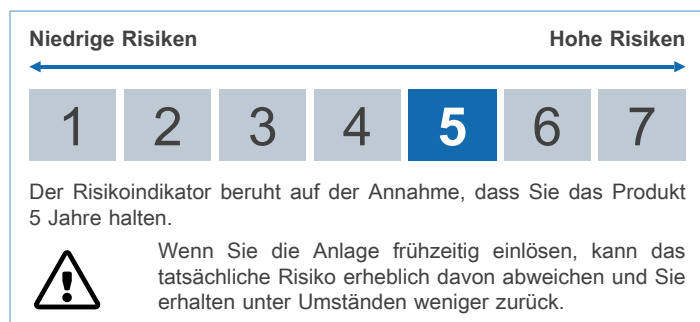 Niedrige Risiken Hohe Risiken
1 2 3 4 5 6 7
Der Risikoindikator beruht auf der Annahme, dass Sie das Produkt
5 Jahre halten.
Wenn Sie die Anlage frühzeitig einlösen, kann das
tatsächliche Risiko erheblich davon abweichen und Sie
erhalten unter Umständen weniger zurück.